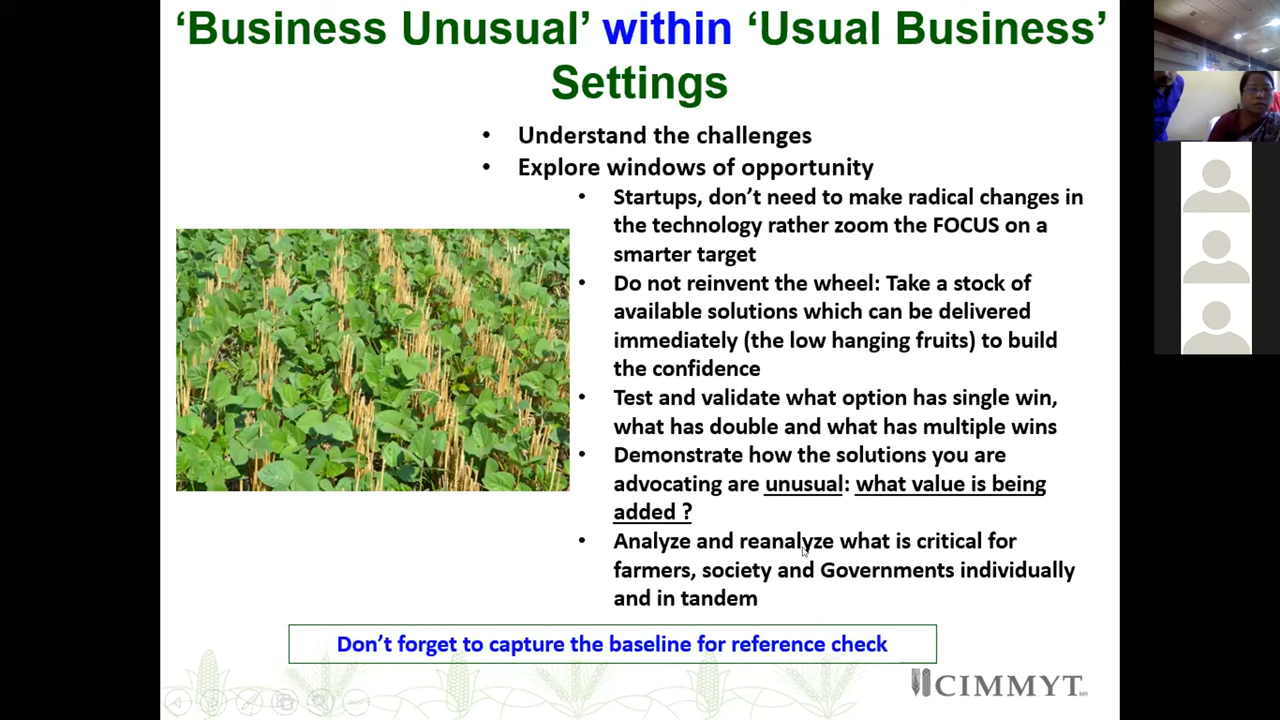 ‘Business Unusual’ within ‘Usual Business’
Settings
• Understand the challenges
• Explore windows of opportunity
• Startups, don’t need to make radical changes in
the technology rather zoom the FOCUS on a
smarter target
• Do not reinvent the wheel: Take a stock of
available solutions which can be delivered
immediately (the low hanging fruits) to build
the confidence
• Test and validate what option has single win,
what has double and what has multiple wins
• Demonstrate how the solutions you are
advocating are unusual: what value is being
added ?
• Analyze and reanalyze what is critical for
farmers, society and Governments individually
and in tandem
Don’t forget to capture the baseline for reference check
CIMMYT